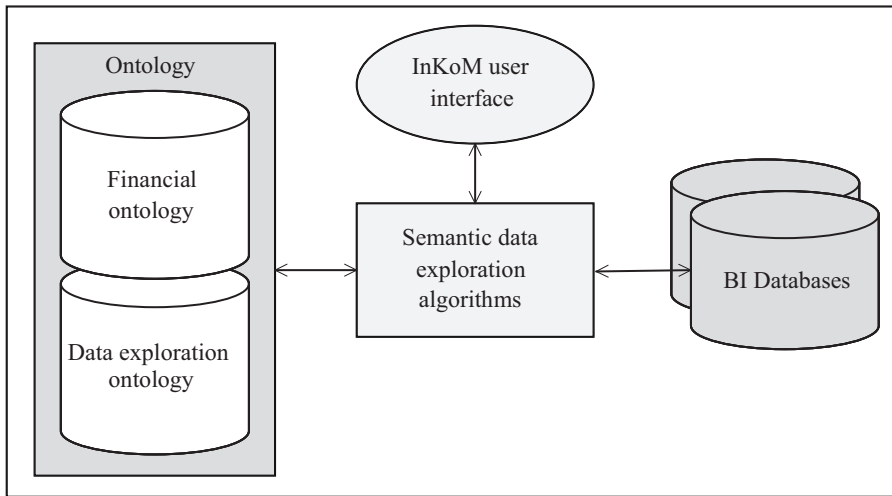 Ontology
Financial
ontology
Data exploration
ontology
InKoM user
interface
Semantic data
exploration
algorithms
BI Databases